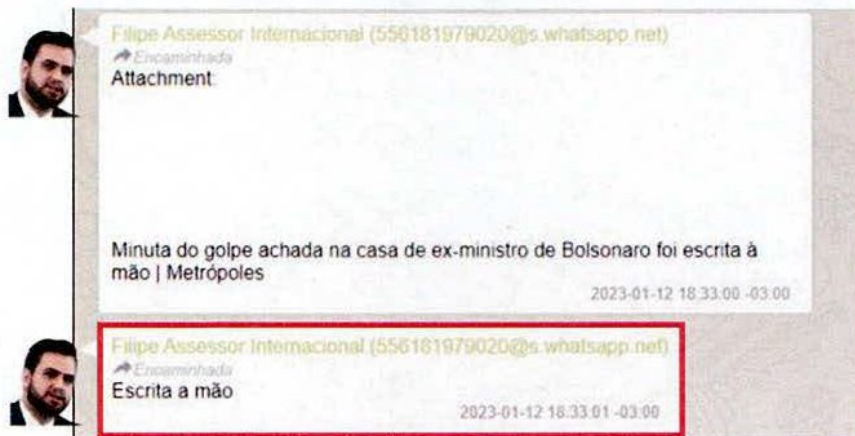 Filipe Assessor Internacional (556181979020@s.whatsapp.net)
Encaminhada
Attachment
Minuta do golpe achada na casa de ex-ministro de Bolsonaro foi escrita à
mão | Metrópoles
2023-01-12 18:33:00 -03:00
Filipe Assessor Internacional (556181979020@s.whatsapp.net)
Encaminhada
Escrita a mão
2023-01-12 18:33:01 -03:00